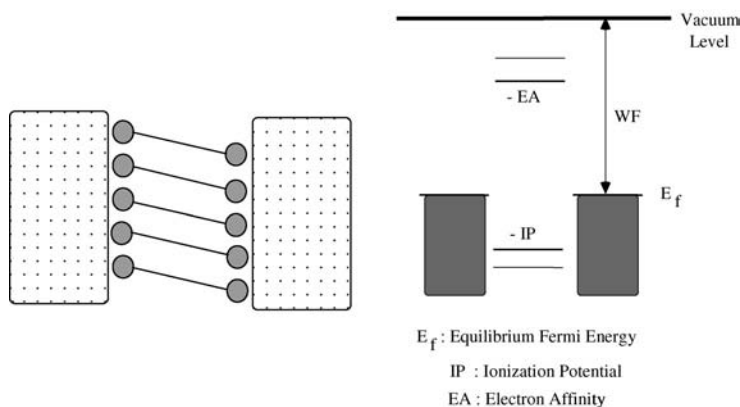 Vacuum
Level
- EA
WF
E f
- IP
E f : Equilibrium Fermi Energy
IP : Ionization Potential
EA : Electron Affinity